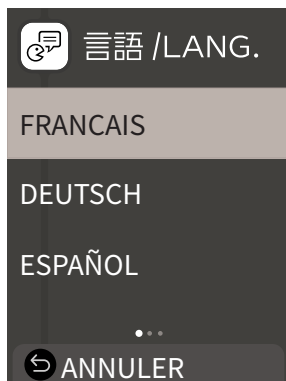 言語 /LANG.
FRANCAIS
DEUTSCH
ESPAÑOL
ANNULER